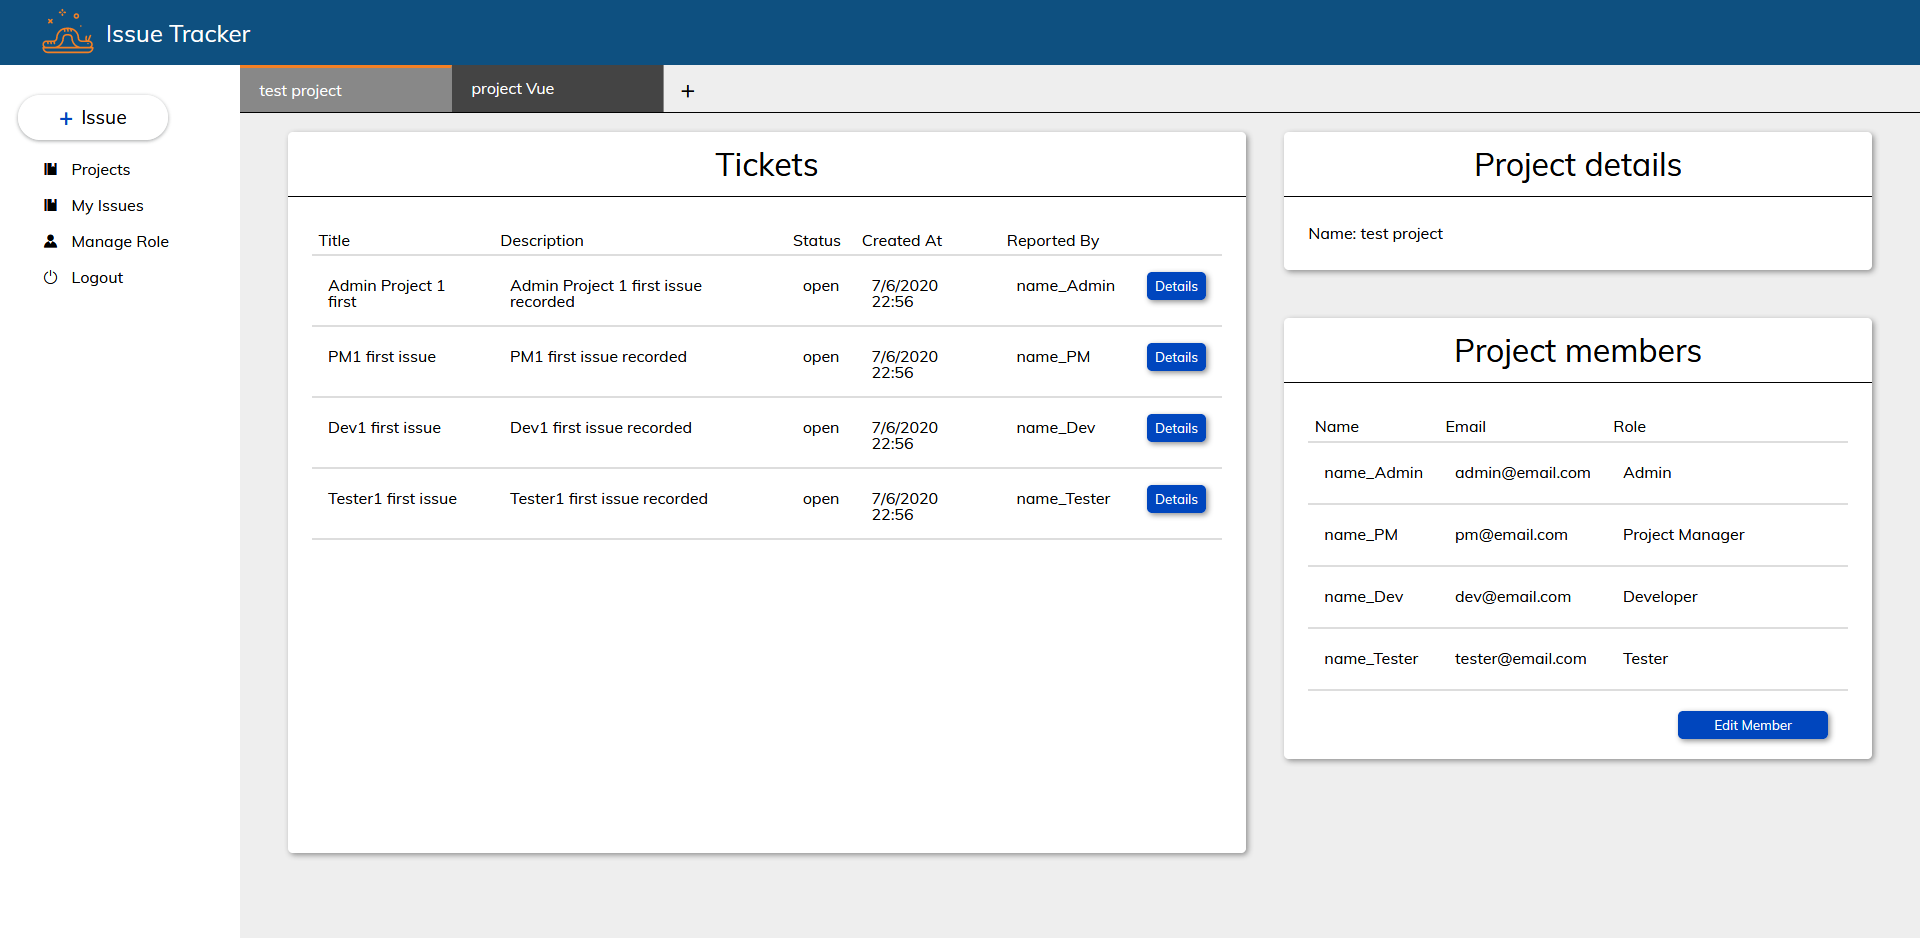 Issue Tracker
+ Issue
Projects
My Issues
Manage Role
Logout
test project
project Vue
+
Tickets
Title Description Status Created At Reported By
Admin Project 1 Admin Project 1 first issue open 7/6/2020 name_Admin Details
first recorded 22:56
PM1 first issue PM1 first issue recorded open 7/6/2020 name_PM Details
22:56
Dev1 first issue Dev1 first issue recorded open 7/6/2020 name_Dev Details
22:56
Tester1 first issue Tester1 first issue recorded open 7/6/2020 name_Tester Details
22:56
Project details
Name: test project
Project members
Name Email Role
name_Admin admin@email.com Admin
name_PM pm@email.com Project Manager
name_Dev dev@email.com Developer
name_Tester tester@email.com Tester
Edit Member